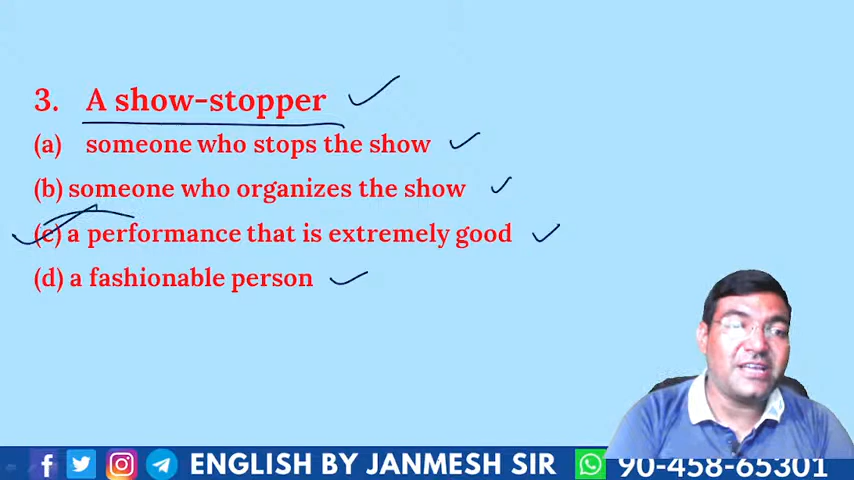 3. A show-stopper
(a) someone who stops the show
(b) someone who organizes the show
(c) a performance that is extremely good
(d) a fashionable person
ENGLISH BY JANMESH SIR 90-458-65301